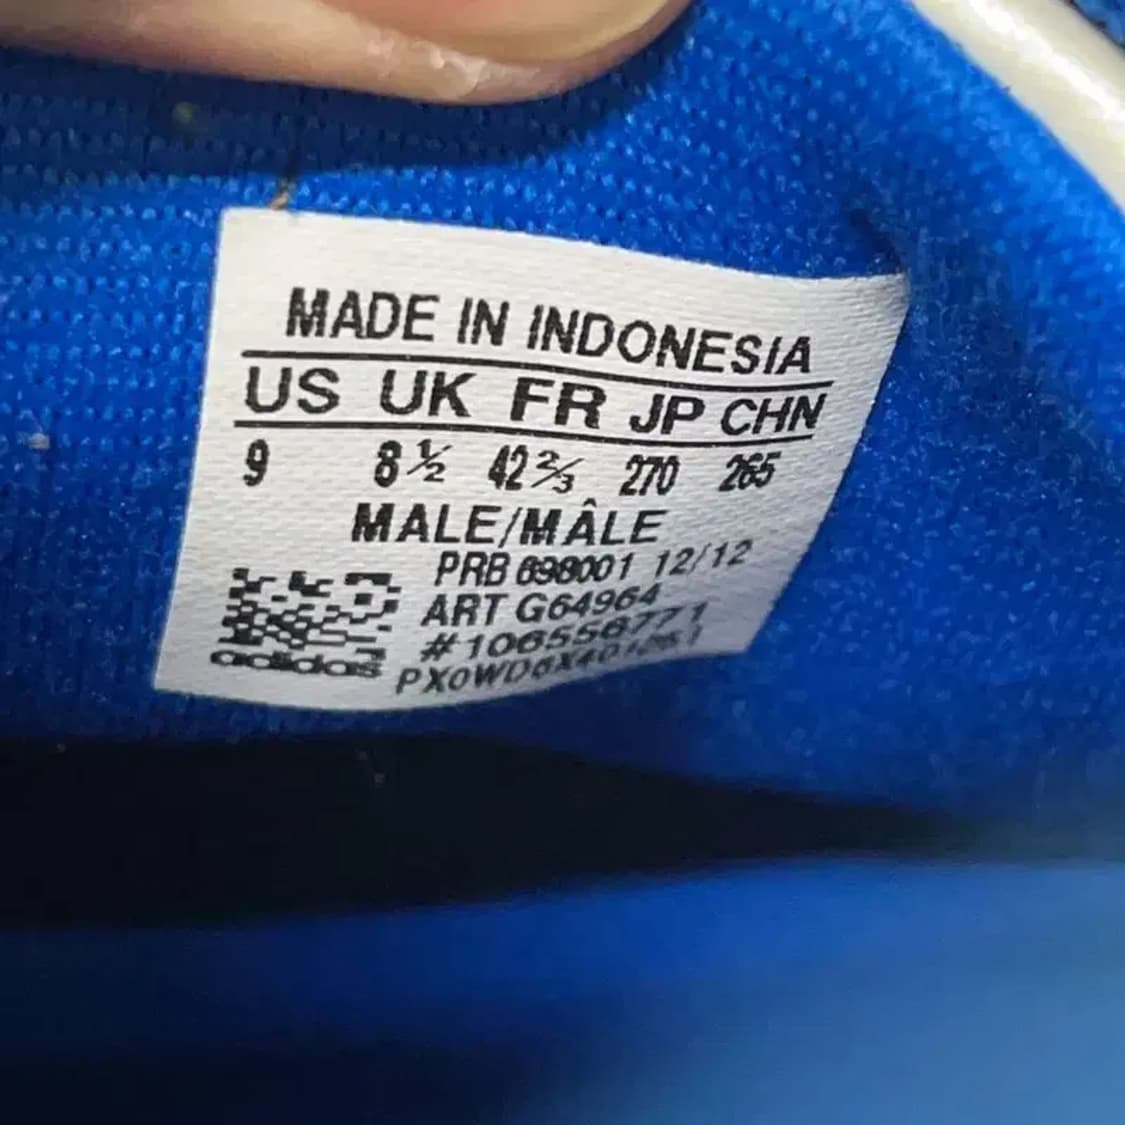 MADE IN INDONESIA
US UK FR JP CHN
9 8½ 42⅔ 270 265
MALE/MÂLE
PRB 698001 12/12
ART G64964
#1065568771
adidas